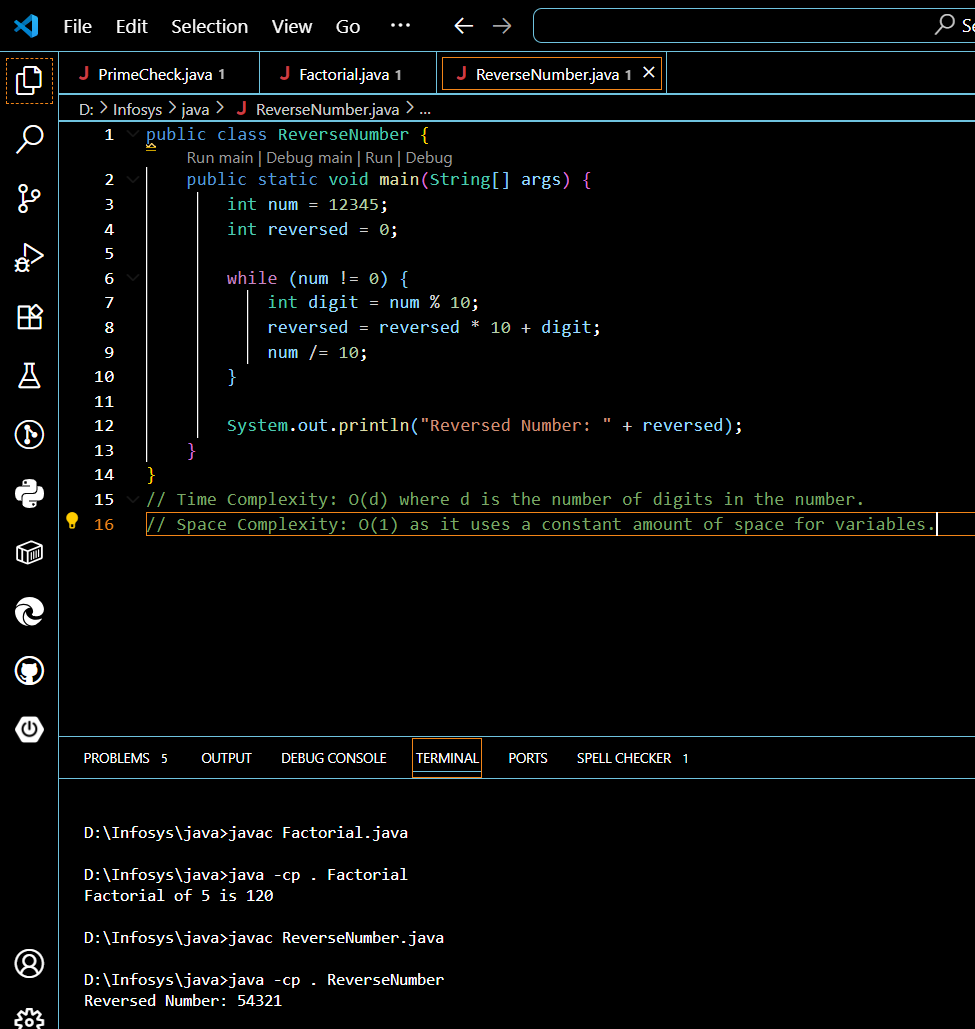 File Edit Selection View Go ··· ← → Se
J PrimeCheck.java 1 J Factorial.java 1 J ReverseNumber.java 1 ×
D: > Infosys > java > J ReverseNumber.java > ...
1 public class ReverseNumber {
Run main | Debug main | Run | Debug
2     public static void main(String[] args) {
3         int num = 12345;
4         int reversed = 0;
5
6         while (num != 0) {
7             int digit = num % 10;
8             reversed = reversed * 10 + digit;
9             num /= 10;
10         }
11
12         System.out.println("Reversed Number: " + reversed);
13     }
14 }
15 // Time Complexity: O(d) where d is the number of digits in the number.
16 // Space Complexity: O(1) as it uses a constant amount of space for variables.
PROBLEMS 5 OUTPUT DEBUG CONSOLE TERMINAL PORTS SPELL CHECKER 1
D:\Infosys\java>javac Factorial.java
D:\Infosys\java>java -cp . Factorial
Factorial of 5 is 120
D:\Infosys\java>javac ReverseNumber.java
D:\Infosys\java>java -cp . ReverseNumber
Reversed Number: 54321